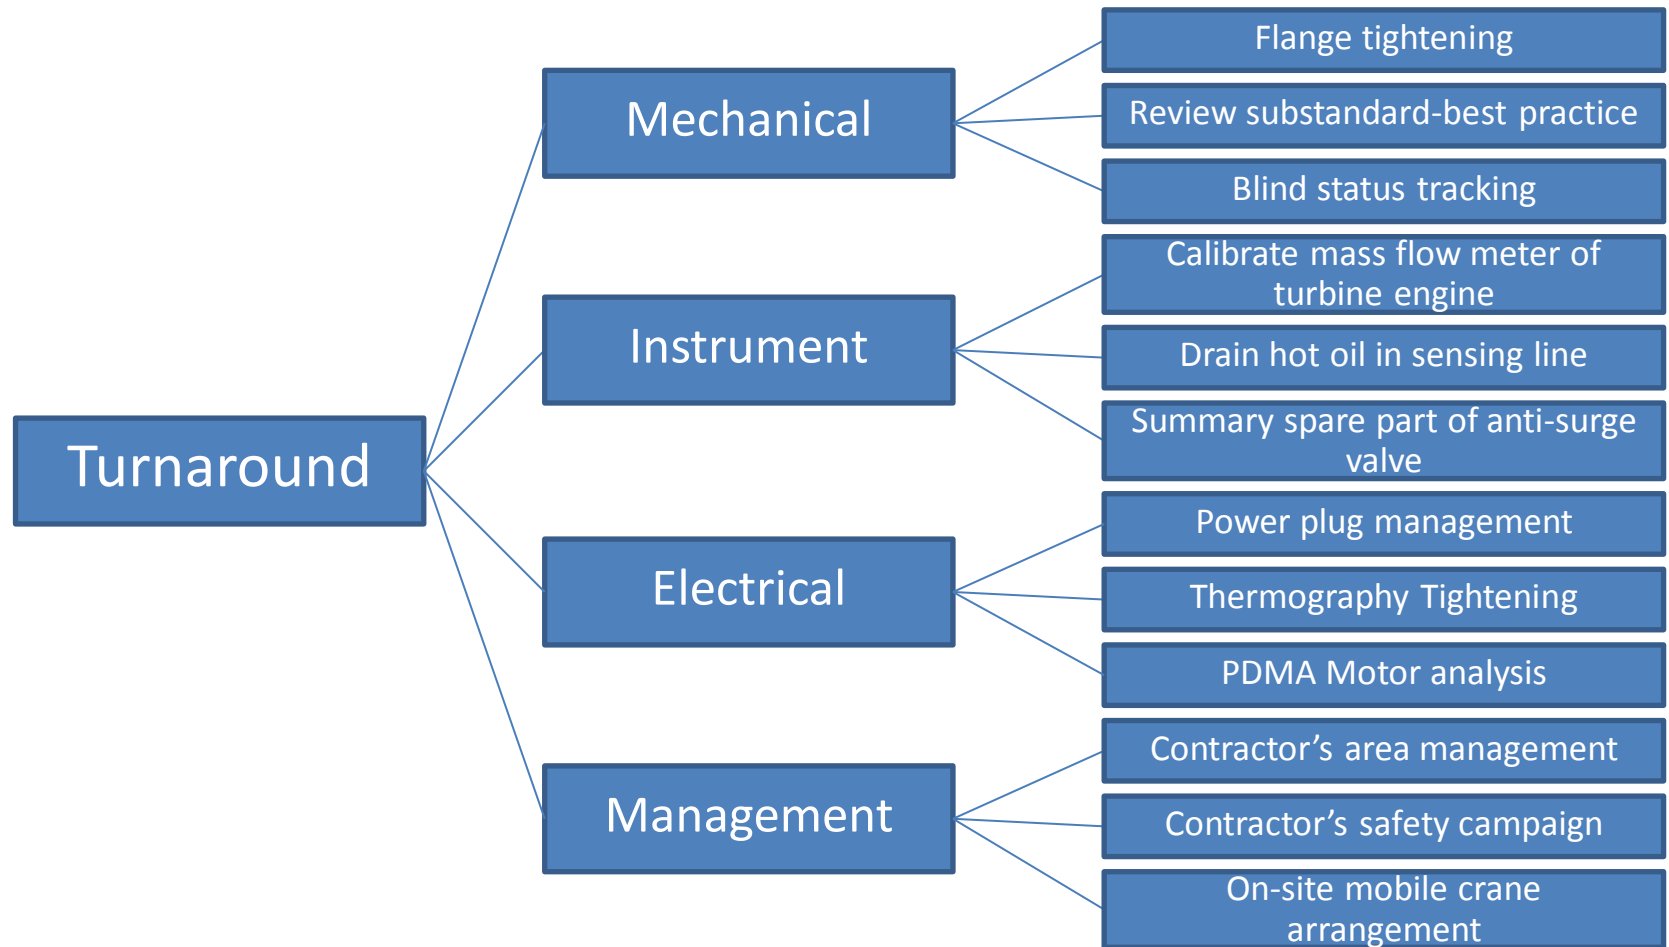 Turnaround
Mechanical
Flange tightening
Review substandard-best practice
Blind status tracking
Instrument
Calibrate mass flow meter of
turbine engine
Drain hot oil in sensing line
Summary spare part of anti-surge
valve
Electrical
Power plug management
Thermography Tightening
PDMA Motor analysis
Management
Contractor’s area management
Contractor’s safety campaign
On-site mobile crane
arrangement